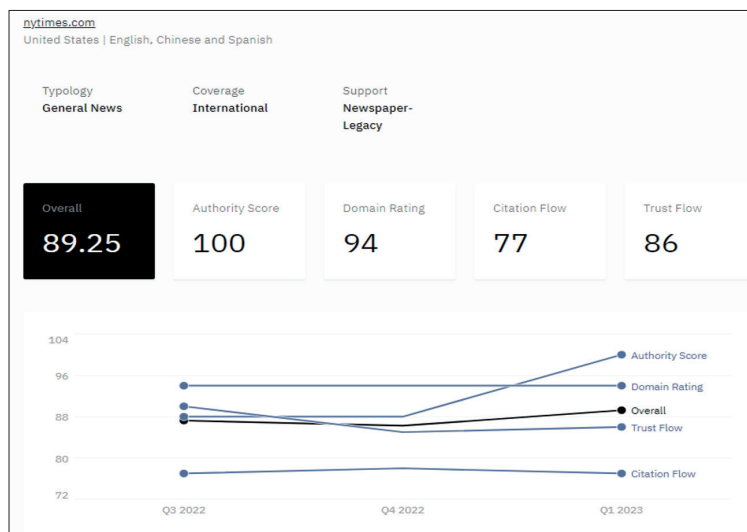 nytimes.com
United States | English, Chinese and Spanish
Typology
General News
Coverage
International
Support
Newspaper-
Legacy
Overall
89.25
Authority Score
100
Domain Rating
94
Citation Flow
77
Trust Flow
86
104
96
88
80
72
Authority Score
Domain Rating
Overall
Trust Flow
Citation Flow
Q3 2022
Q4 2022
Q1 2023